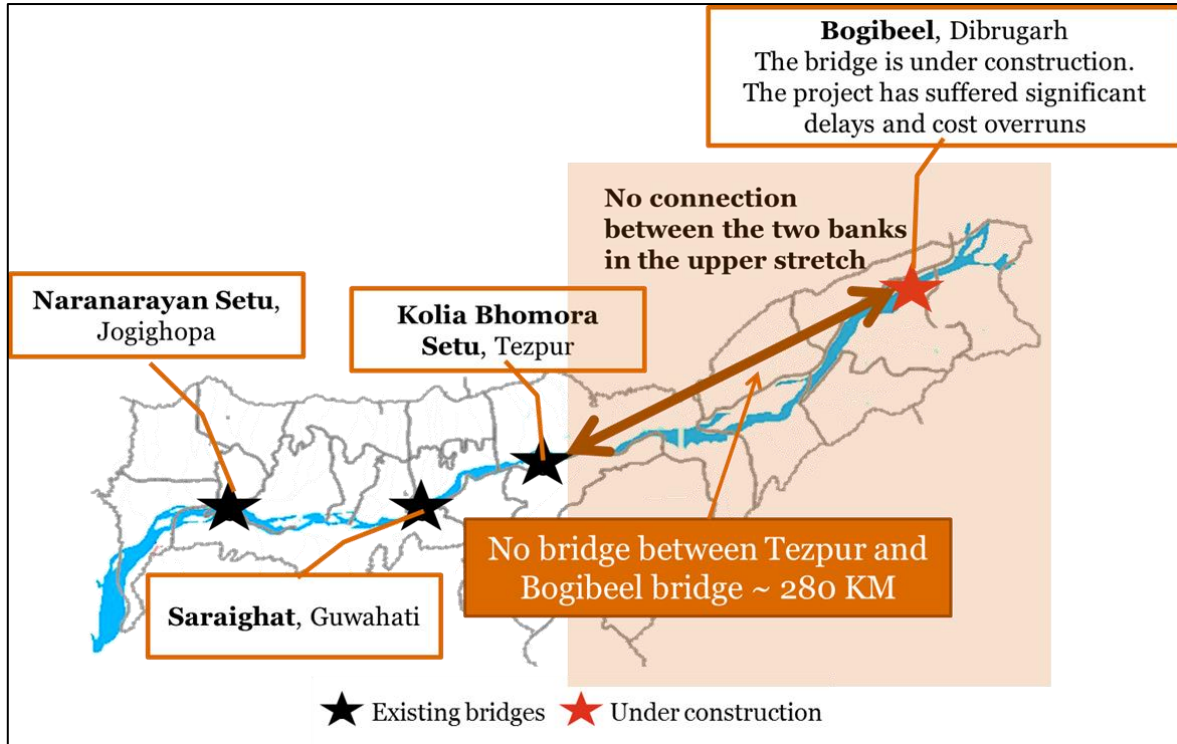 Bogibeel, Dibrugarh
The bridge is under construction.
The project has suffered significant
delays and cost overruns
No connection
between the two banks
in the upper stretch
Naranarayan Setu,
Jogighopa
Kolia Bhomora
Setu, Tezpur
No bridge between Tezpur and
Bogibeel bridge ~ 280 KM
Saraighat, Guwahati
Existing bridges
Under construction